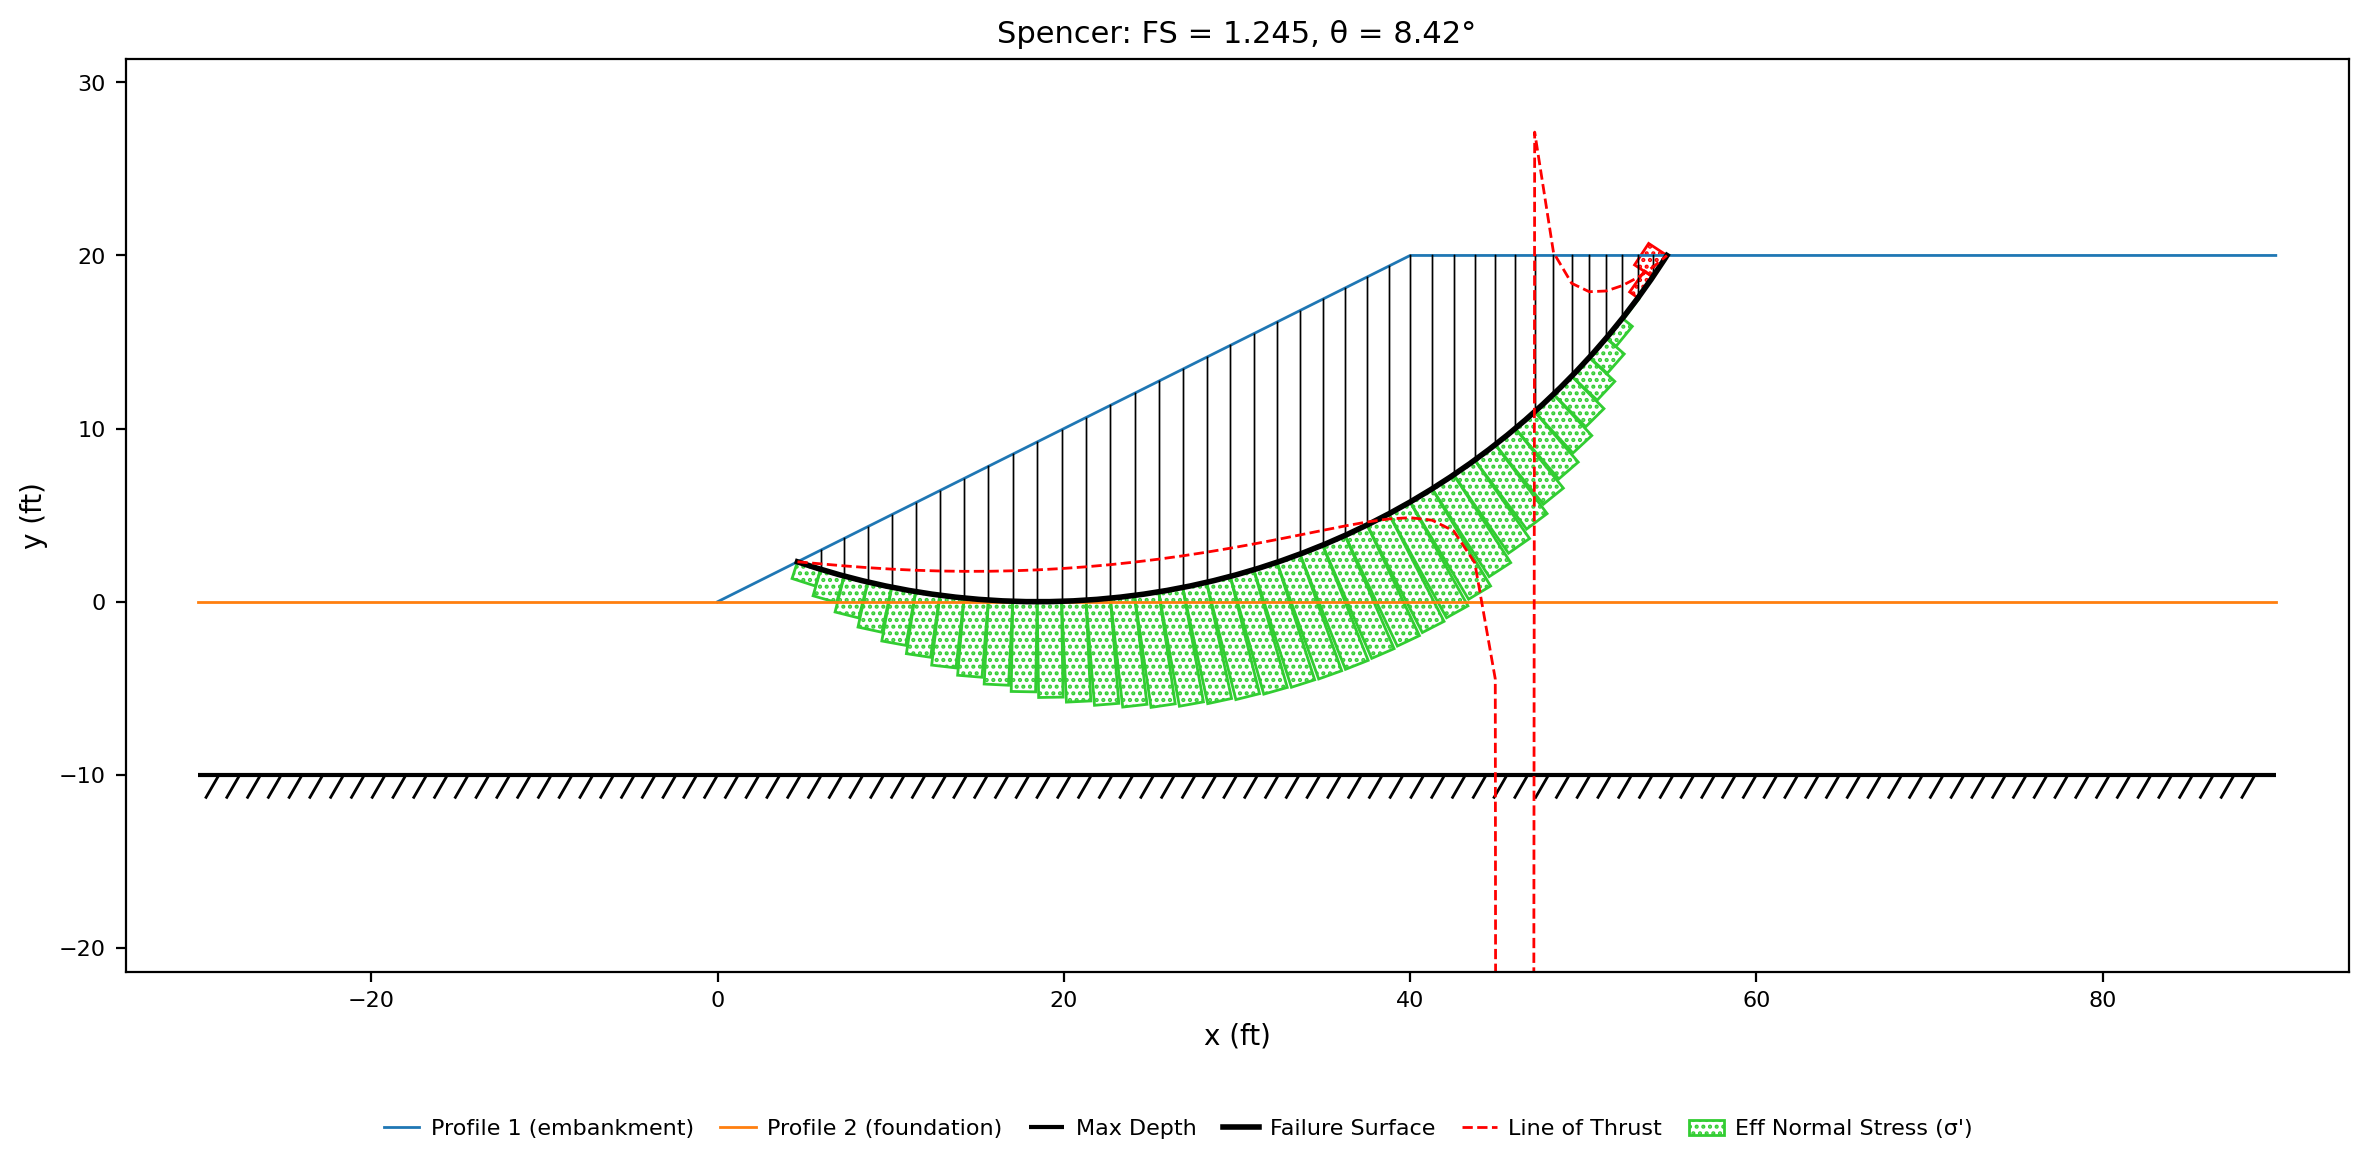 Spencer: FS = 1.245, θ = 8.42°
30
20
10
0
−10
−20
y (ft)
−20
0
20
40
60
80
x (ft)
Profile 1 (embankment)
Profile 2 (foundation)
Max Depth
Failure Surface
Line of Thrust
Eff Normal Stress (σ')